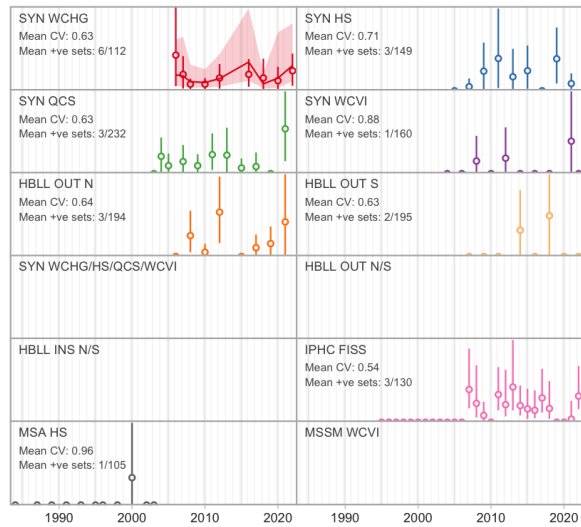 SYN WCHG
Mean CV: 0.63
Mean +ve sets: 6/112
SYN HS
Mean CV: 0.71
Mean +ve sets: 3/149
SYN QCS
Mean CV: 0.63
Mean +ve sets: 3/232
SYN WCVI
Mean CV: 0.88
Mean +ve sets: 1/160
HBLL OUT N
Mean CV: 0.64
Mean +ve sets: 3/194
HBLL OUT S
Mean CV: 0.63
Mean +ve sets: 2/195
SYN WCHG/HS/QCS/WCVI
HBLL OUT N/S
HBLL INS N/S
IPHC FISS
Mean CV: 0.54
Mean +ve sets: 3/130
MSA HS
Mean CV: 0.96
Mean +ve sets: 1/105
MSSM WCVI
1990 2000 2010 2020 1990 2000 2010 2020